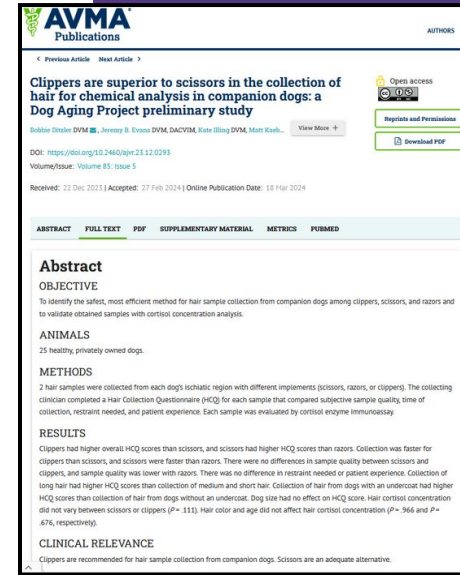 AVMA
Publications
AUTHORS
< Previous Article Next Article >
Clippers are superior to scissors in the collection of
hair for chemical analysis in companion dogs: a
Dog Aging Project preliminary study
Open access
Bobbie Ditzler DVM, Jeremy B. Evans DVM, DACVIM, Kate Illing DVM, Matt Kaeb...
View More +
Reprints and Permissions
Download PDF
DOI: https://doi.org/10.2460/ajvr.23.12.0293
Volume/Issue: Volume 85: Issue 5
Received: 22 Dec 2023 | Accepted: 27 Feb 2024 | Online Publication Date: 18 Mar 2024
ABSTRACT FULL TEXT PDF SUPPLEMENTARY MATERIAL METRICS PUBMED
Abstract
OBJECTIVE
To identify the safest, most efficient method for hair sample collection from companion dogs among clippers, scissors, and razors and
to validate obtained samples with cortisol concentration analysis.
ANIMALS
25 healthy, privately owned dogs.
METHODS
2 hair samples were collected from each dog's ischiatic region with different implements (scissors, razors, or clippers). The collecting
clinician completed a Hair Collection Questionnaire (HCQ) for each sample that compared subjective sample quality, time of
collection, restraint needed, and patient experience. Each sample was evaluated by cortisol enzyme immunoassay.
RESULTS
Clippers had higher overall HCQ scores than scissors, and scissors had higher HCQ scores than razors. Collection was faster for
clippers than scissors, and scissors were faster than razors. There were no differences in sample quality between scissors and
clippers, and sample quality was lower with razors. There was no difference in restraint needed or patient experience. Collection of
long hair had higher HCQ scores than collection of medium and short hair. Collection of hair from dogs with an undercoat had higher
HCQ scores than collection of hair from dogs without an undercoat. Dog size had no effect on HCQ score. Hair cortisol concentration
did not vary between scissors or clippers (P = .111). Hair color and age did not affect hair cortisol concentration (P = .966 and P =
.676, respectively).
CLINICAL RELEVANCE
Clippers are recommended for hair sample collection from companion dogs. Scissors are an adequate alternative.